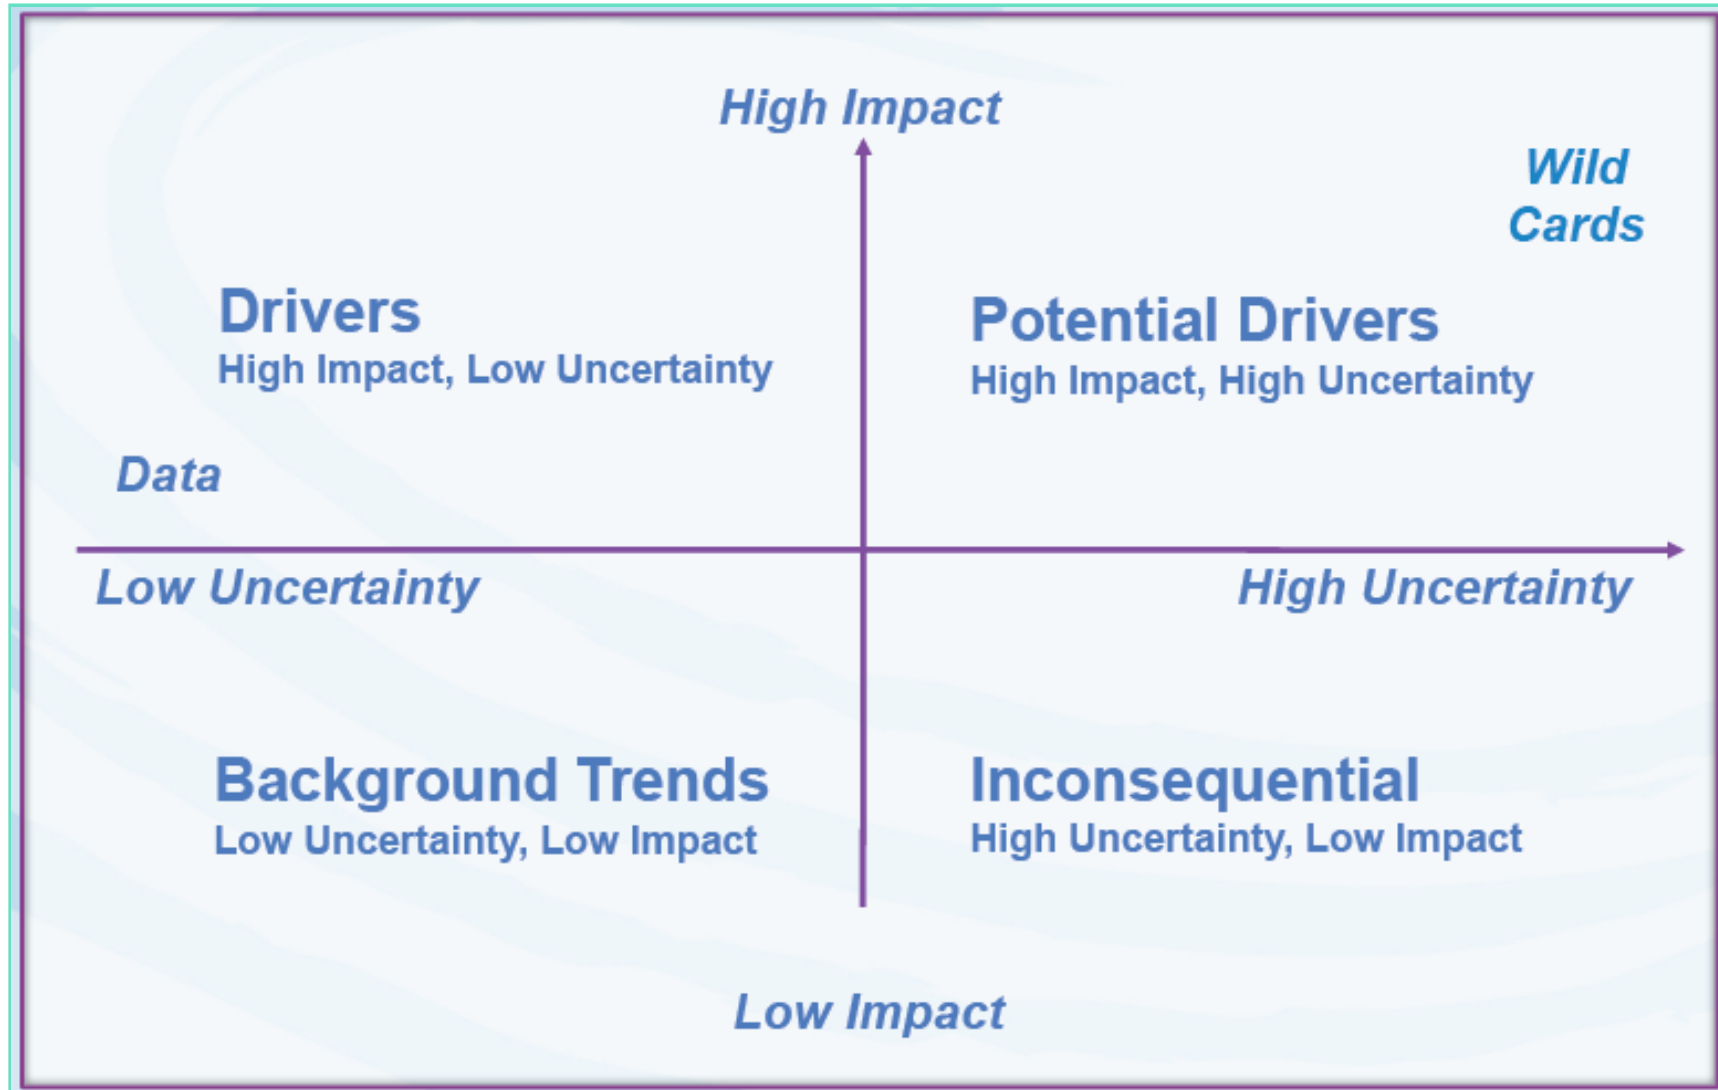 High Impact
Wild
Cards
Drivers
High Impact, Low Uncertainty
Potential Drivers
High Impact, High Uncertainty
Data
Low Uncertainty
High Uncertainty
Background Trends
Low Uncertainty, Low Impact
Inconsequential
High Uncertainty, Low Impact
Low Impact